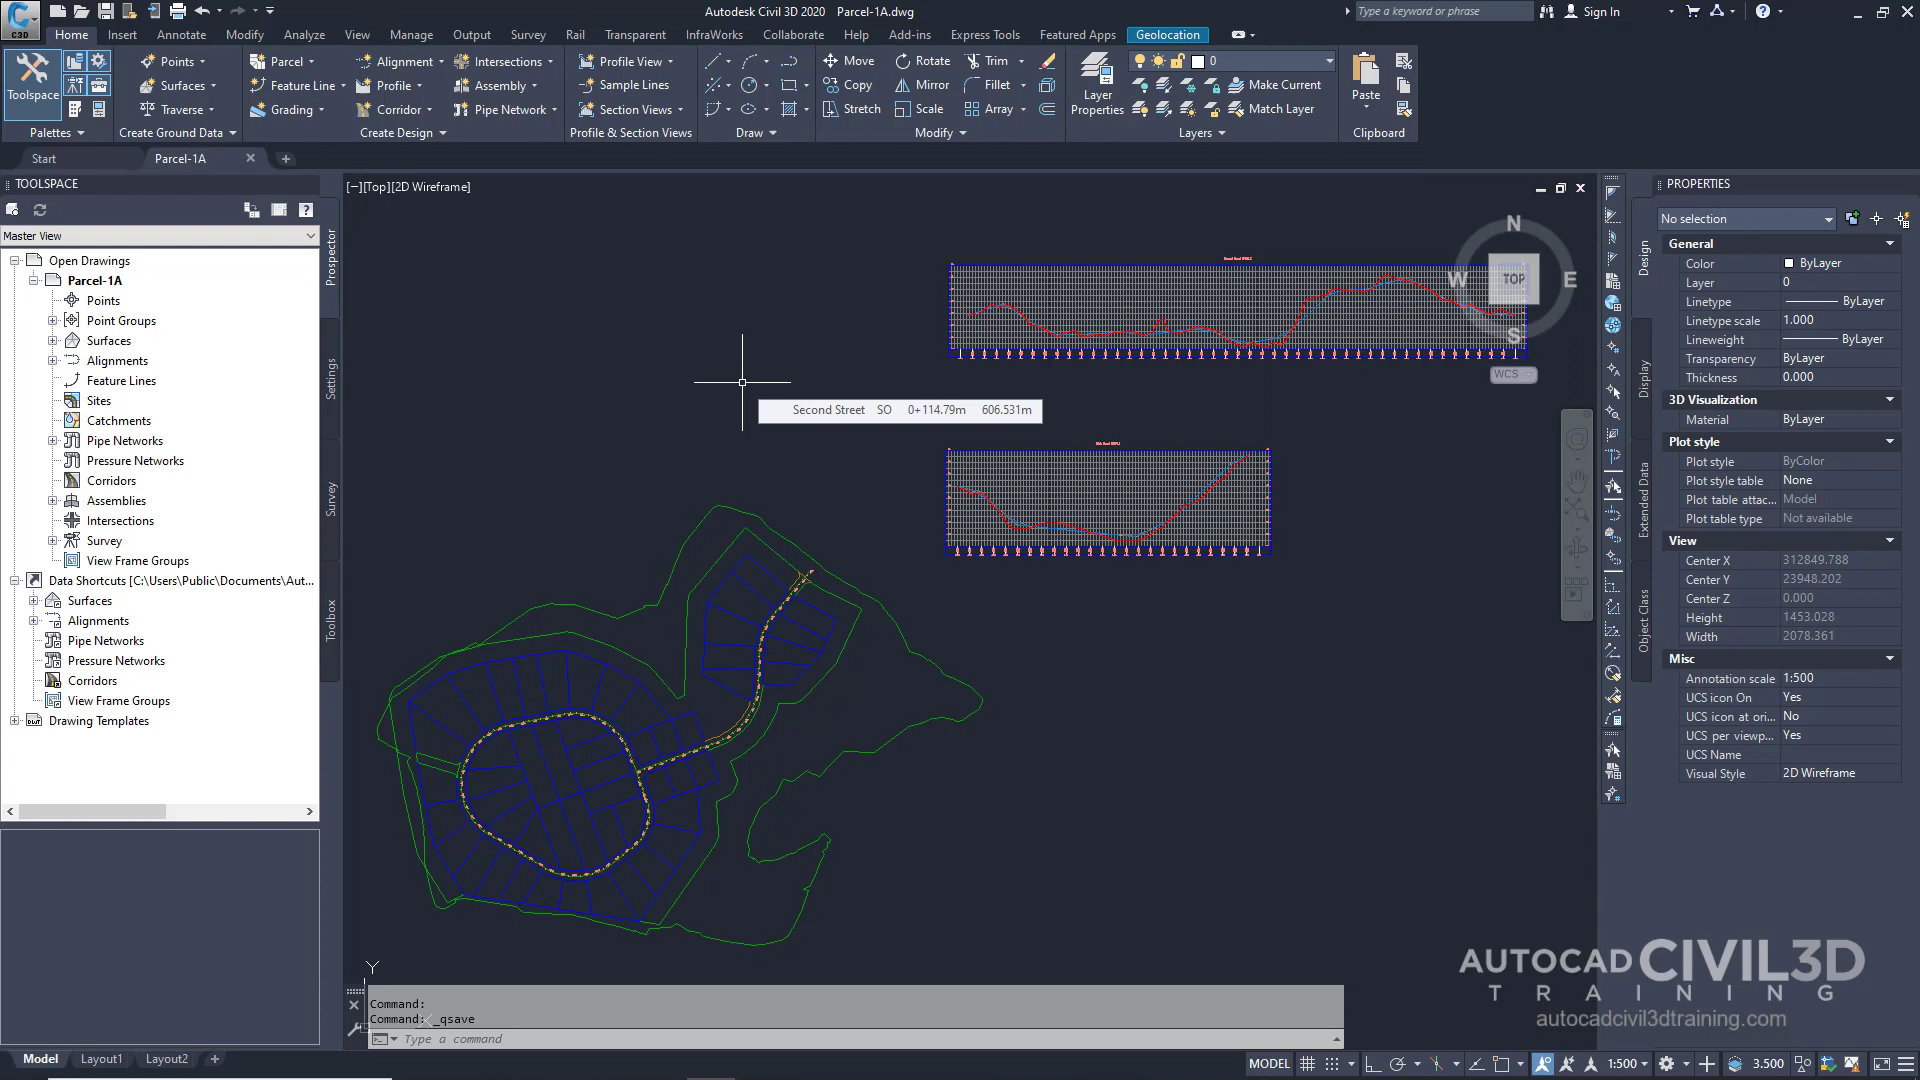 Autodesk Civil 3D 2020 Parcel-1A.dwg
Type a keyword or phrase
Sign In
C3D
Home Insert Annotate Modify Analyze View Manage Output Survey Rail Transparent InfraWorks Collaborate Help Add-ins Express Tools Featured Apps Geolocation
Toolspace
Points
Surfaces
Traverse
Parcel
Feature Line
Grading
Alignment
Profile
Corridor
Intersections
Assembly
Pipe Network
Profile View
Sample Lines
Section Views
Move
Copy
Stretch
Rotate
Mirror
Scale
Trim
Fillet
Array
Layer
Properties
0
Make Current
Match Layer
Paste
Palettes
Create Ground Data
Create Design
Profile & Section Views
Draw
Modify
Layers
Clipboard
Start
Parcel-1A
TOOLSPACE
Master View
Open Drawings
Parcel-1A
Points
Point Groups
Surfaces
Alignments
Feature Lines
Sites
Catchments
Pipe Networks
Pressure Networks
Corridors
Assemblies
Intersections
Survey
View Frame Groups
Data Shortcuts [C:\Users\Public\Documents\Aut...
Surfaces
Alignments
Pipe Networks
Pressure Networks
Corridors
View Frame Groups
Drawing Templates
Prospector
Settings
Survey
Toolbox
[−][Top][2D Wireframe]
N
W
TOP
E
S
WCS
Second Street SO 0+114.79m 606.531m
Y
Command:
Command: _qsave
Type a command
PROPERTIES
No selection
General
Color ByLayer
Layer 0
Linetype ByLayer
Linetype scale 1.000
Lineweight ByLayer
Transparency ByLayer
Thickness 0.000
3D Visualization
Material ByLayer
Plot style
Plot style ByColor
Plot style table None
Plot table attac... Model
Plot table type Not available
View
Center X 312849.788
Center Y 23948.202
Center Z 0.000
Height 1453.028
Width 2078.361
Misc
Annotation scale 1:500
UCS icon On Yes
UCS icon at ori... No
UCS per viewp... Yes
UCS Name
Visual Style 2D Wireframe
Design
Display
Extended Data
Object Class
AUTOCAD CIVIL3D
TRAINING
autocadcivil3dtraining.com
Model Layout1 Layout2
MODEL 1:500 3.500